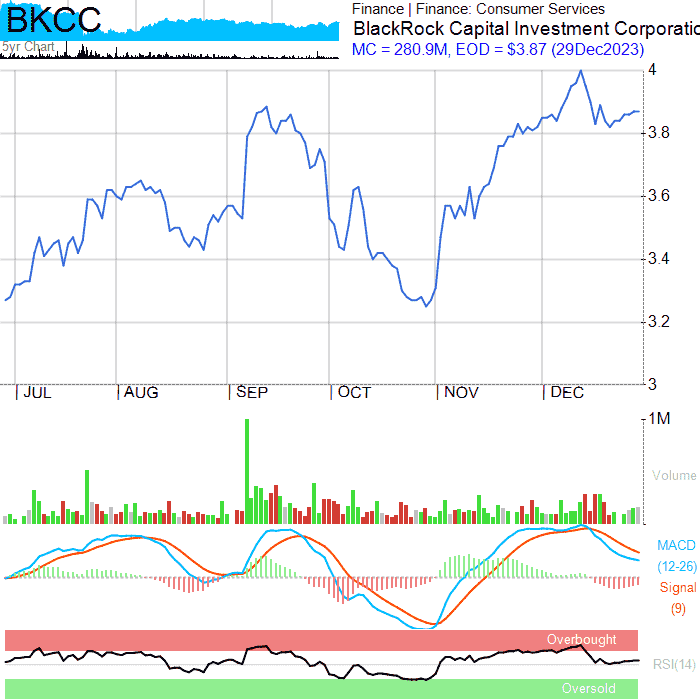 BKCC
5yr Chart
Finance | Finance: Consumer Services
BlackRock Capital Investment Corporatio
MC = 280.9M, EOD = $3.87 (29Dec2023)
4
3.8
3.6
3.4
3.2
3
JUL AUG SEP OCT NOV DEC
1M
Volume
MACD
(12-26)
Signal
(9)
Overbought
RSI(14)
Oversold